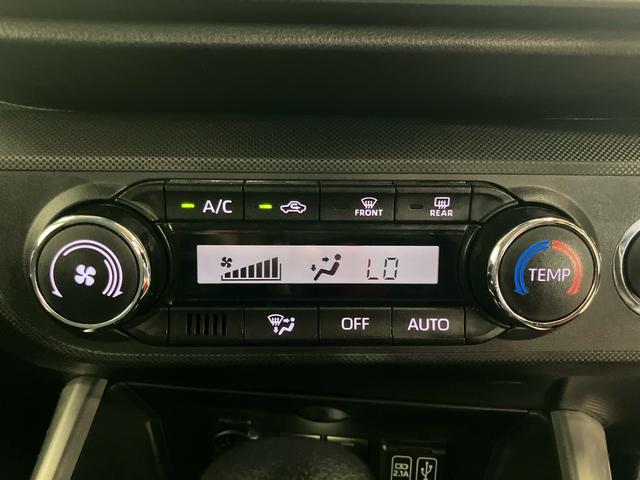 A/C
FRONT
REAR
LO
TEMP
OFF
AUTO
2.1A